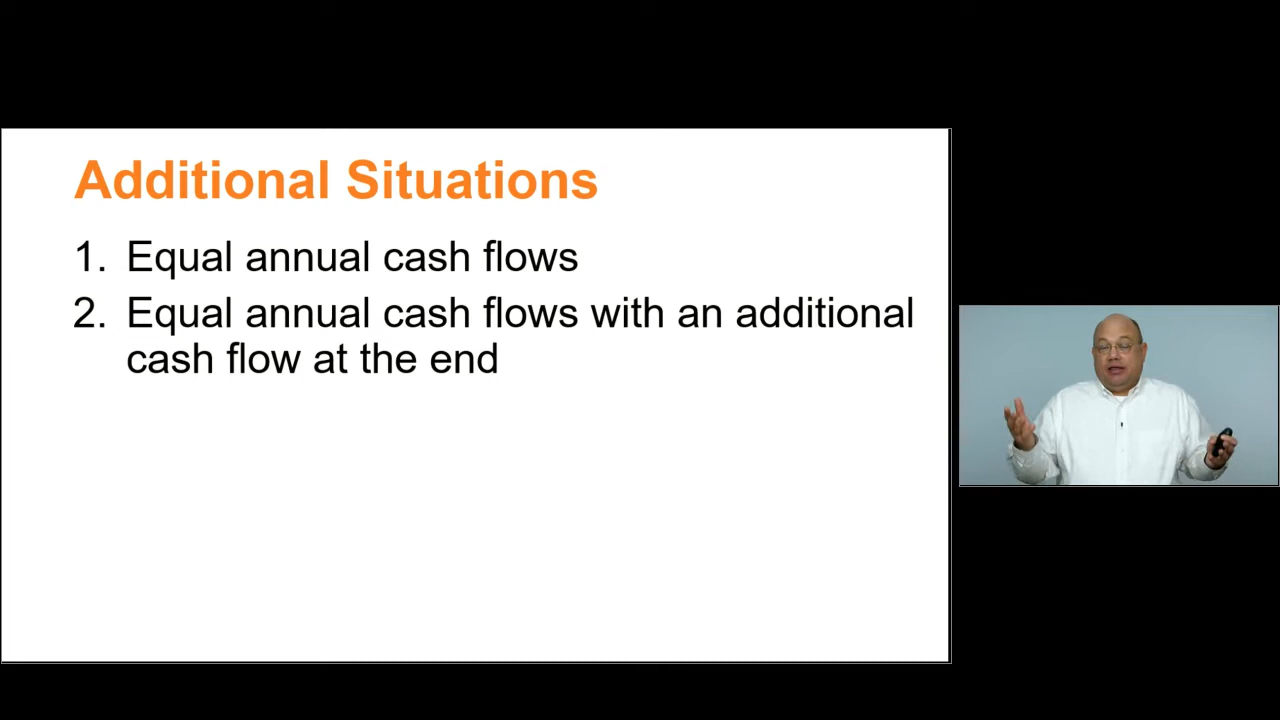 Additional Situations
1. Equal annual cash flows
2. Equal annual cash flows with an additional
cash flow at the end